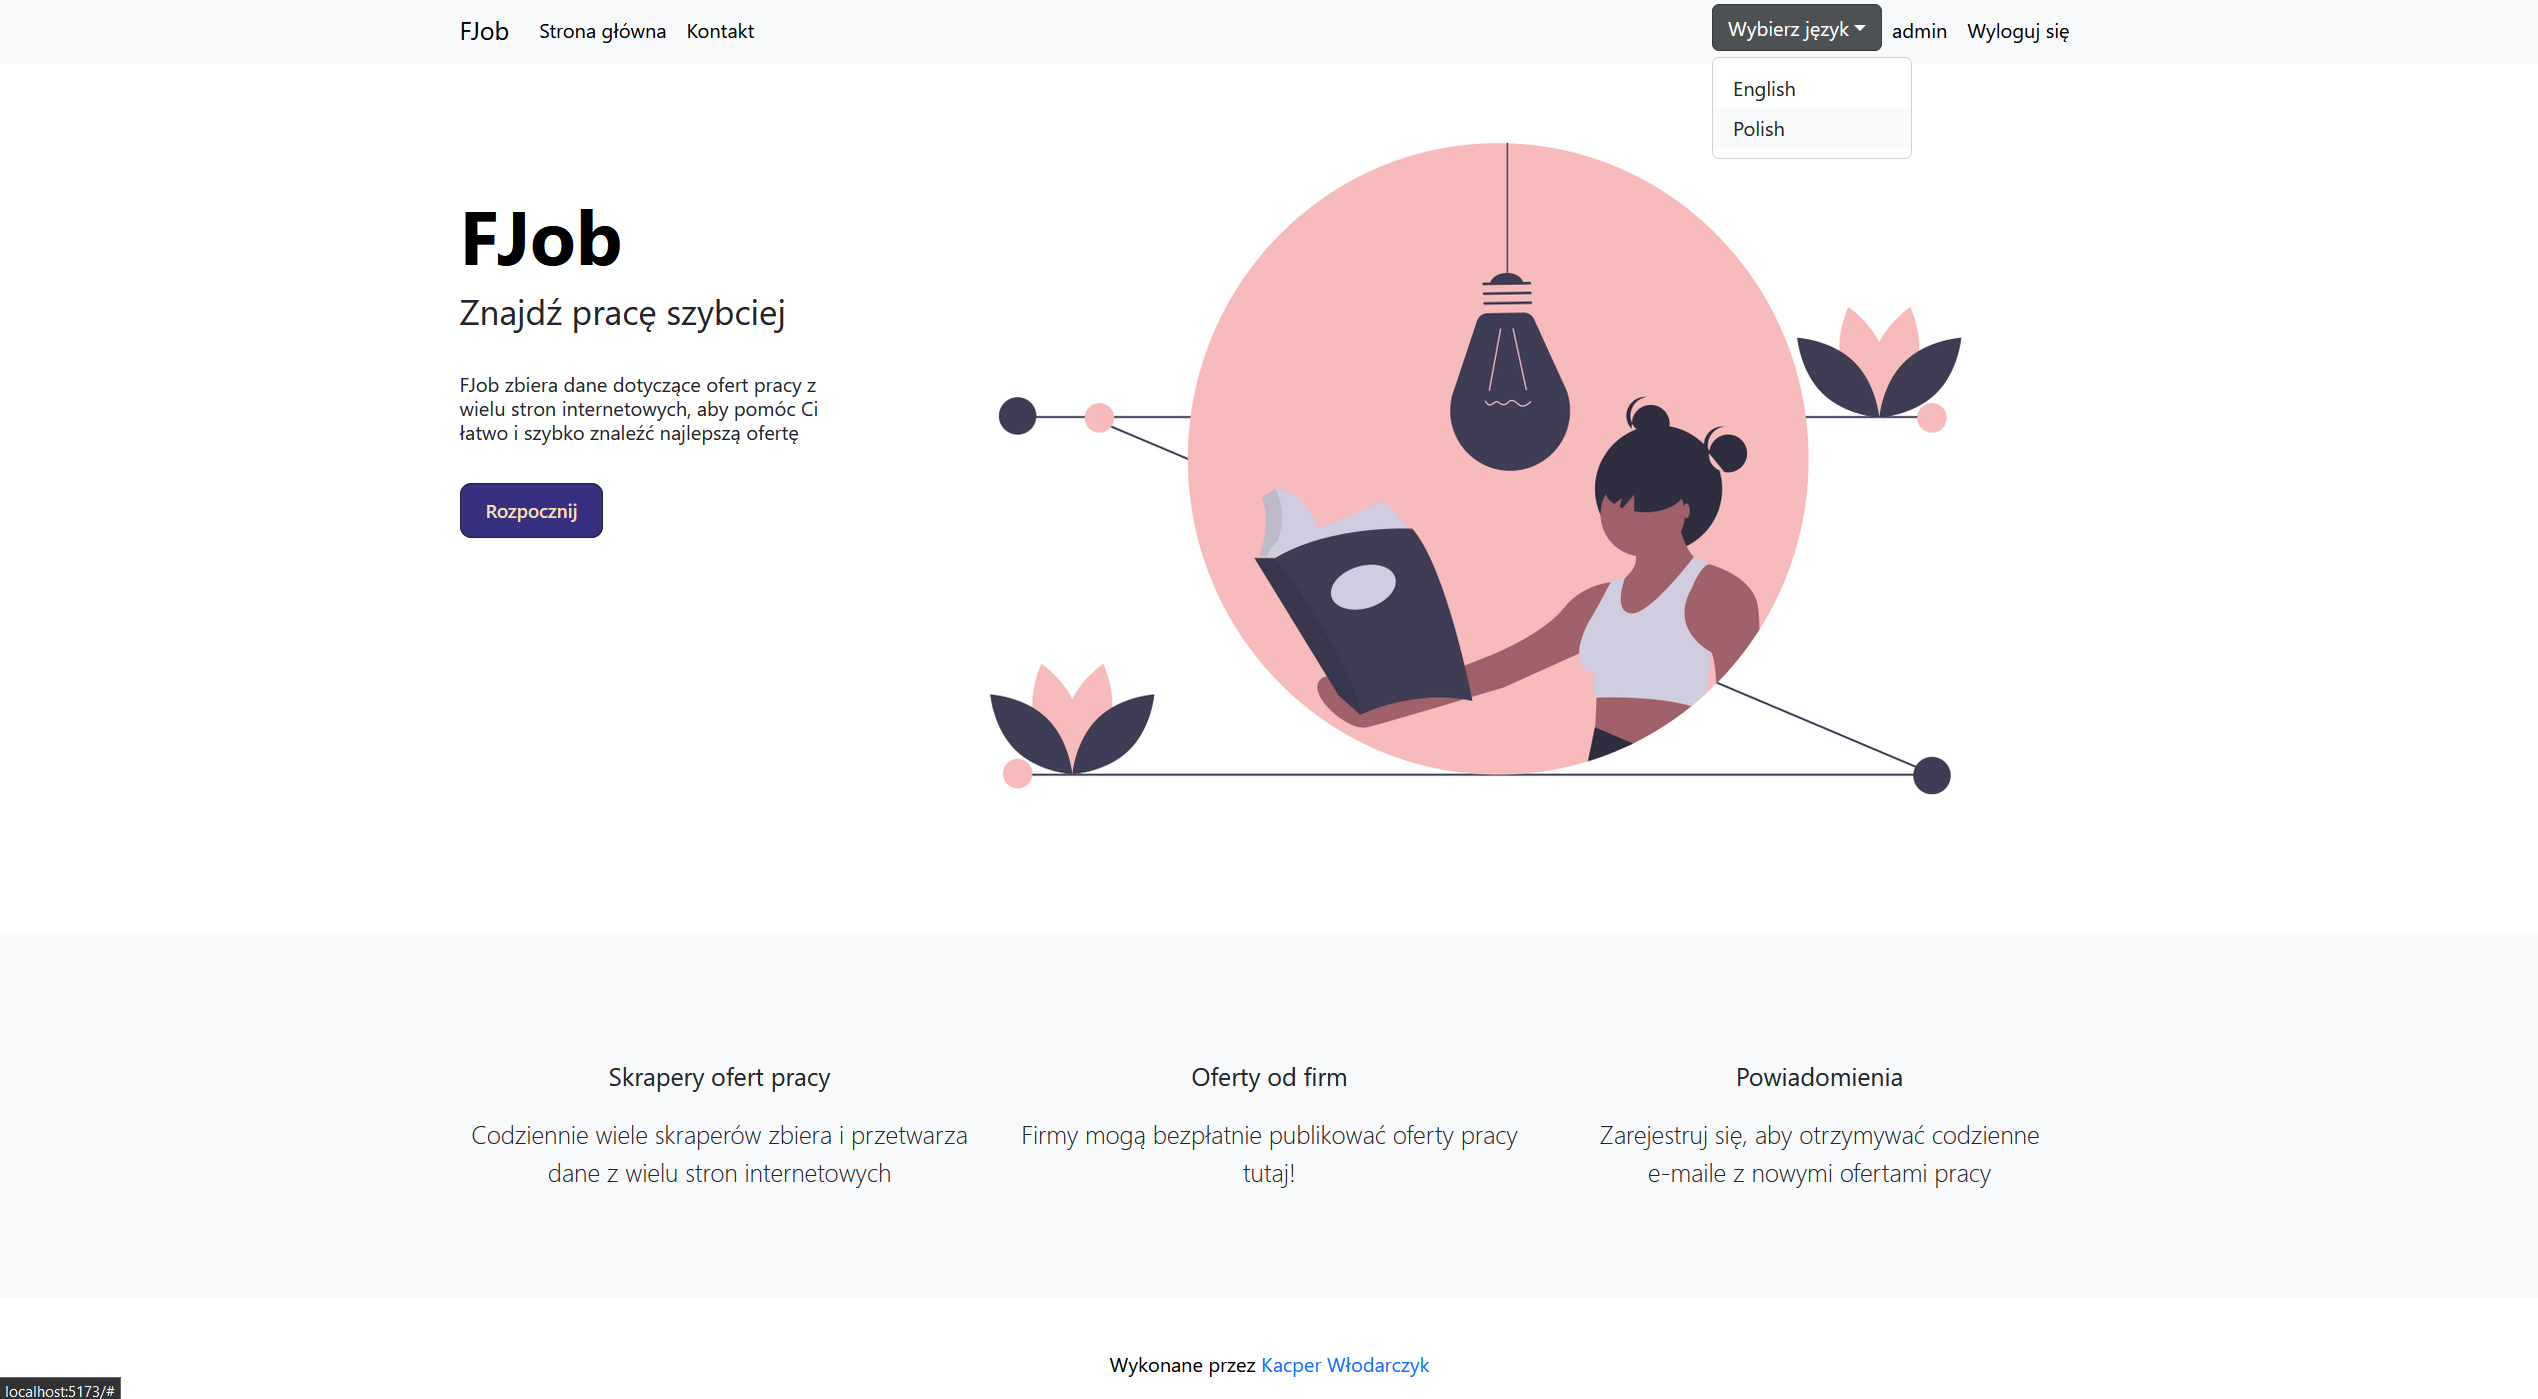 FJob Strona główna Kontakt Wybierz język admin Wyloguj się
English
Polish
FJob
Znajdź pracę szybciej
FJob zbiera dane dotyczące ofert pracy z
wielu stron internetowych, aby pomóc Ci
łatwo i szybko znaleźć najlepszą ofertę
Rozpocznij
Skrapery ofert pracy
Codziennie wiele skraperów zbiera i przetwarza
dane z wielu stron internetowych
Oferty od firm
Firmy mogą bezpłatnie publikować oferty pracy
tutaj!
Powiadomienia
Zarejestruj się, aby otrzymywać codzienne
e-maile z nowymi ofertami pracy
Wykonane przez Kacper Włodarczyk
localhost:5173/#